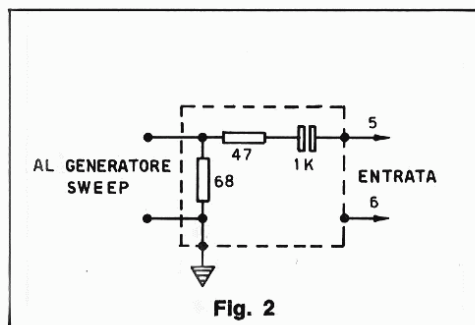 5
47
1K
AL GENERATORE
SWEEP
68
ENTRATA
6
Fig. 2